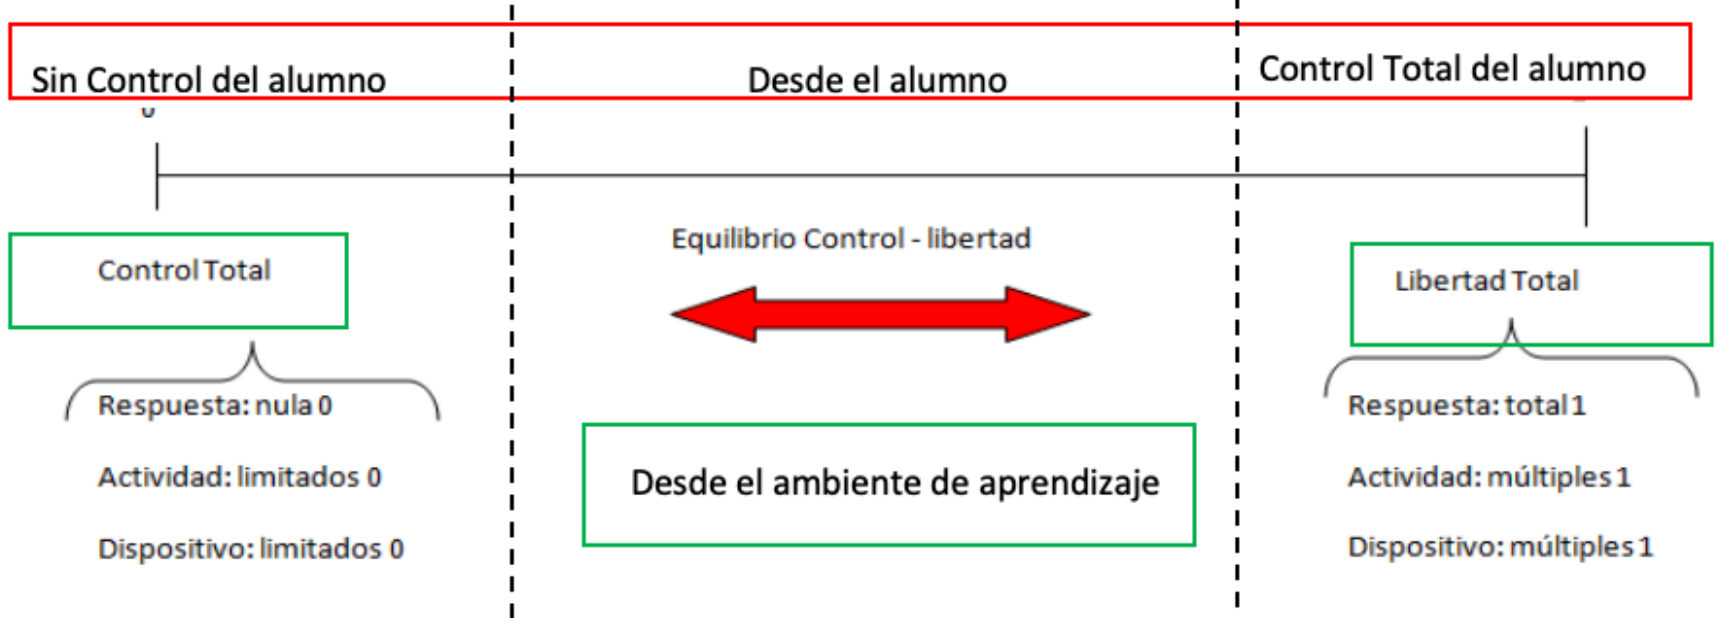 Sin Control del alumno
Desde el alumno
Control Total del alumno
Equilibrio Control - libertad
Control Total
Libertad Total
Respuesta: nula 0
Actividad: limitados 0
Dispositivo: limitados 0
Desde el ambiente de aprendizaje
Respuesta: total 1
Actividad: múltiples 1
Dispositivo: múltiples 1